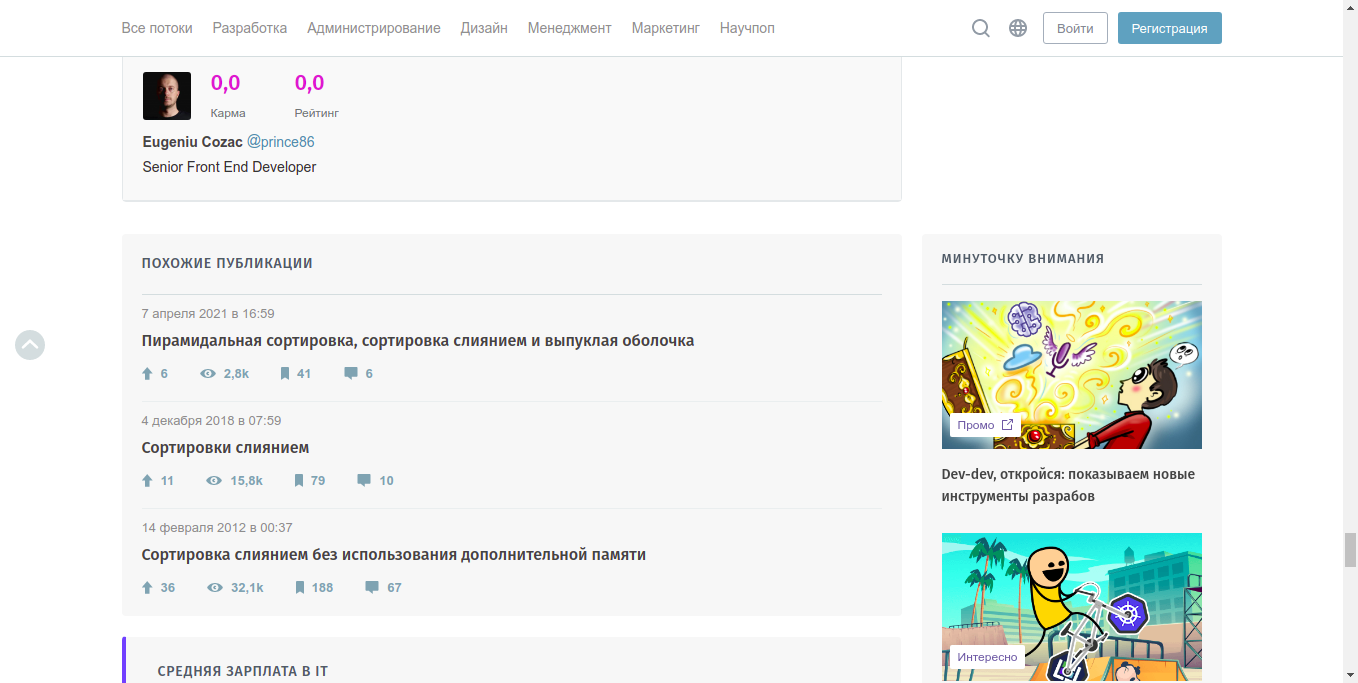 Все потоки Разработка Администрирование Дизайн Менеджмент Маркетинг Научпоп Войти Регистрация
0,0 0,0
Карма Рейтинг
Eugeniu Cozac @prince86
Senior Front End Developer
ПОХОЖИЕ ПУБЛИКАЦИИ
7 апреля 2021 в 16:59
Пирамидальная сортировка, сортировка слиянием и выпуклая оболочка
6 2,8k 41 6
4 декабря 2018 в 07:59
Сортировки слиянием
11 15,8k 79 10
14 февраля 2012 в 00:37
Сортировка слиянием без использования дополнительной памяти
36 32,1k 188 67
СРЕДНЯЯ ЗАРПЛАТА В IT
МИНУТОЧКУ ВНИМАНИЯ
Промо
Dev-dev, откройся: показываем новые
инструменты разрабов
Интересно